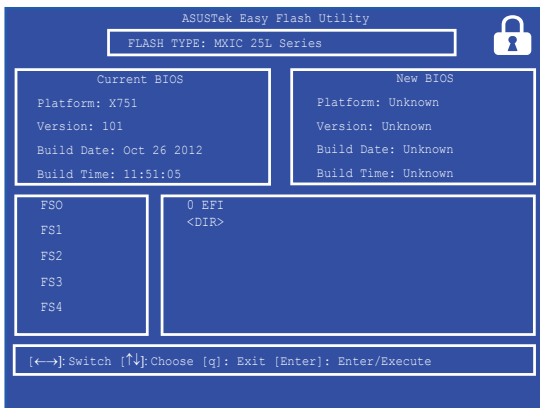 ASUSTek Easy Flash Utility
FLASH TYPE: MXIC 25L Series
Current BIOS
Platform: X751
Version: 101
Build Date: Oct 26 2012
Build Time: 11:51:05
New BIOS
Platform: Unknown
Version: Unknown
Build Date: Unknown
Build Time: Unknown
FSO
FS1
FS2
FS3
FS4
0 EFI
<DIR>
[←→]: Switch [↑↓]: Choose [q]: Exit [Enter]: Enter/Execute